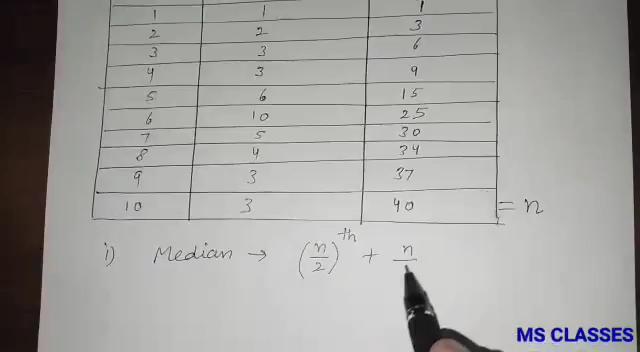 1 1 1
2 2 3
3 3 6
4 3 9
5 6 15
6 10 25
7 5 30
8 4 34
9 3 37
10 3 40 = n
i) Median → (n/2)^th + n/
MS CLASSES